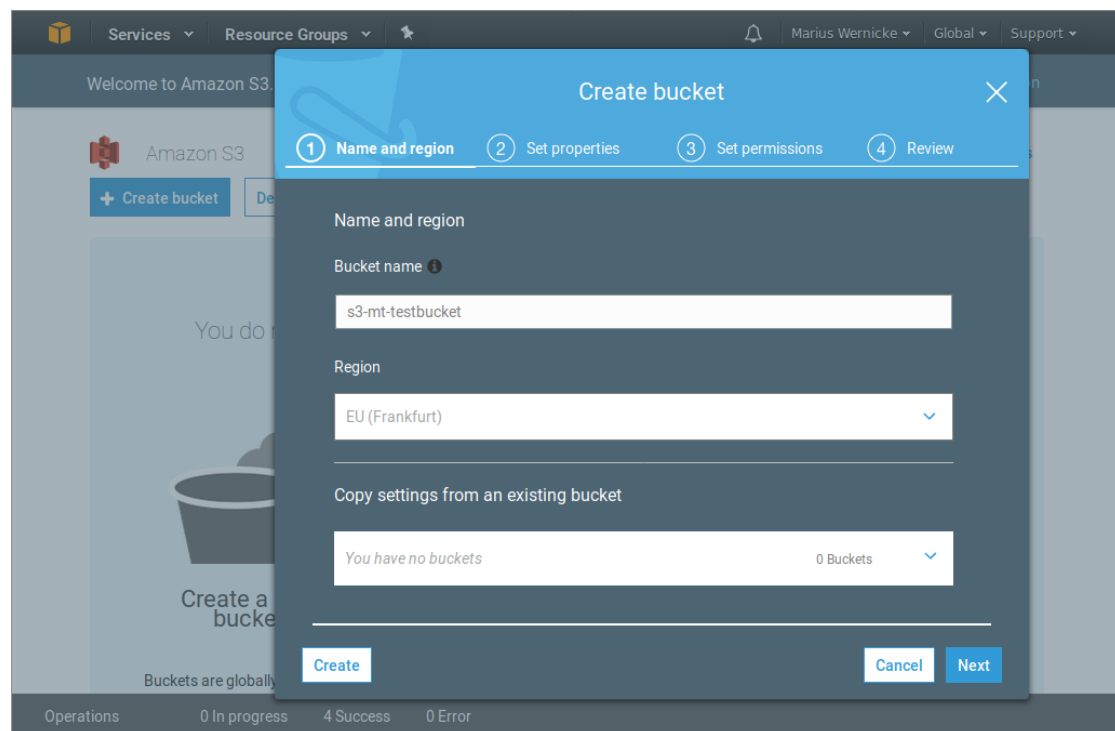 Services Resource Groups Marius Wernicke Global Support
Welcome to Amazon S3.
Create bucket
1 Name and region 2 Set properties 3 Set permissions 4 Review
Amazon S3
+ Create bucket
Name and region
Bucket name
s3-mt-testbucket
You do
Region
EU (Frankfurt)
Copy settings from an existing bucket
You have no buckets 0 Buckets
Create a
Create Cancel Next
Buckets are globally
Operations 0 In progress 4 Success 0 Error